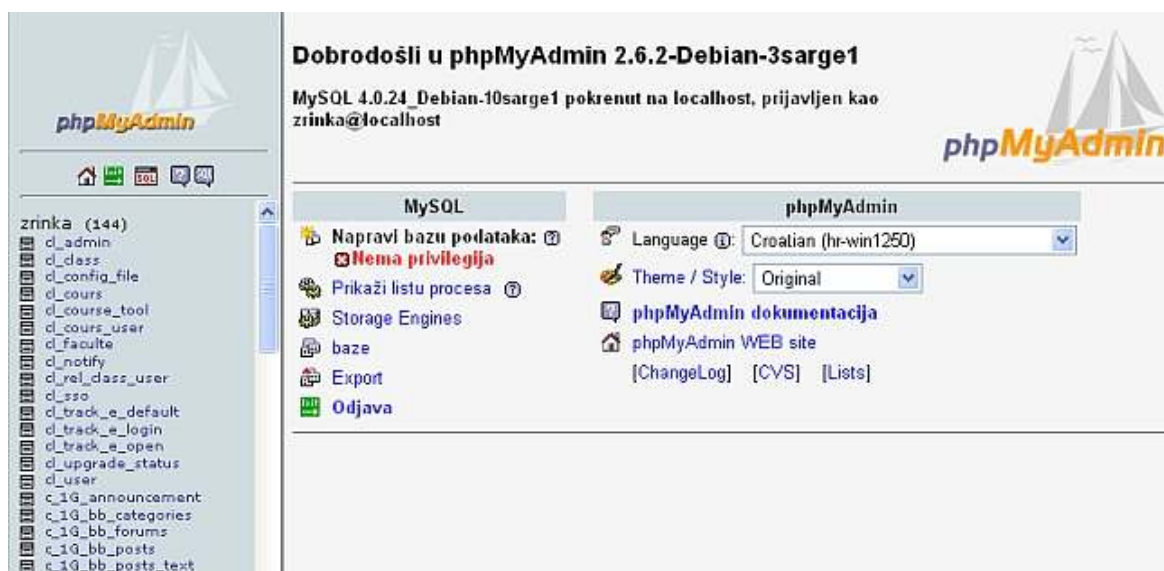 phpMyAdmin
zrinka (144)
cl_admin
cl_class
cl_config_file
cl_cours
cl_course_tool
cl_cours_user
cl_faculte
cl_notify
cl_rel_class_user
cl_sso
cl_track_e_default
cl_track_e_login
cl_track_e_open
cl_upgrade_status
cl_user
c_1G_announcement
c_1G_bb_categories
c_1G_bb_forums
c_1G_bb_posts
c_1G_bb_posts_text
Dobrodošli u phpMyAdmin 2.6.2-Debian-3sarge1
MySQL 4.0.24_Debian-10sarge1 pokrenut na localhost, prijavljen kao
zrinka@localhost
phpMyAdmin
MySQL
Napravi bazu podataka:
Nema privilegija
Prikaži listu procesa
Storage Engines
baze
Export
Odjava
phpMyAdmin
Language: Croatian (hr-win1250)
Theme / Style: Original
phpMyAdmin dokumentacija
phpMyAdmin WEB site
[ChangeLog] [CVS] [Lists]